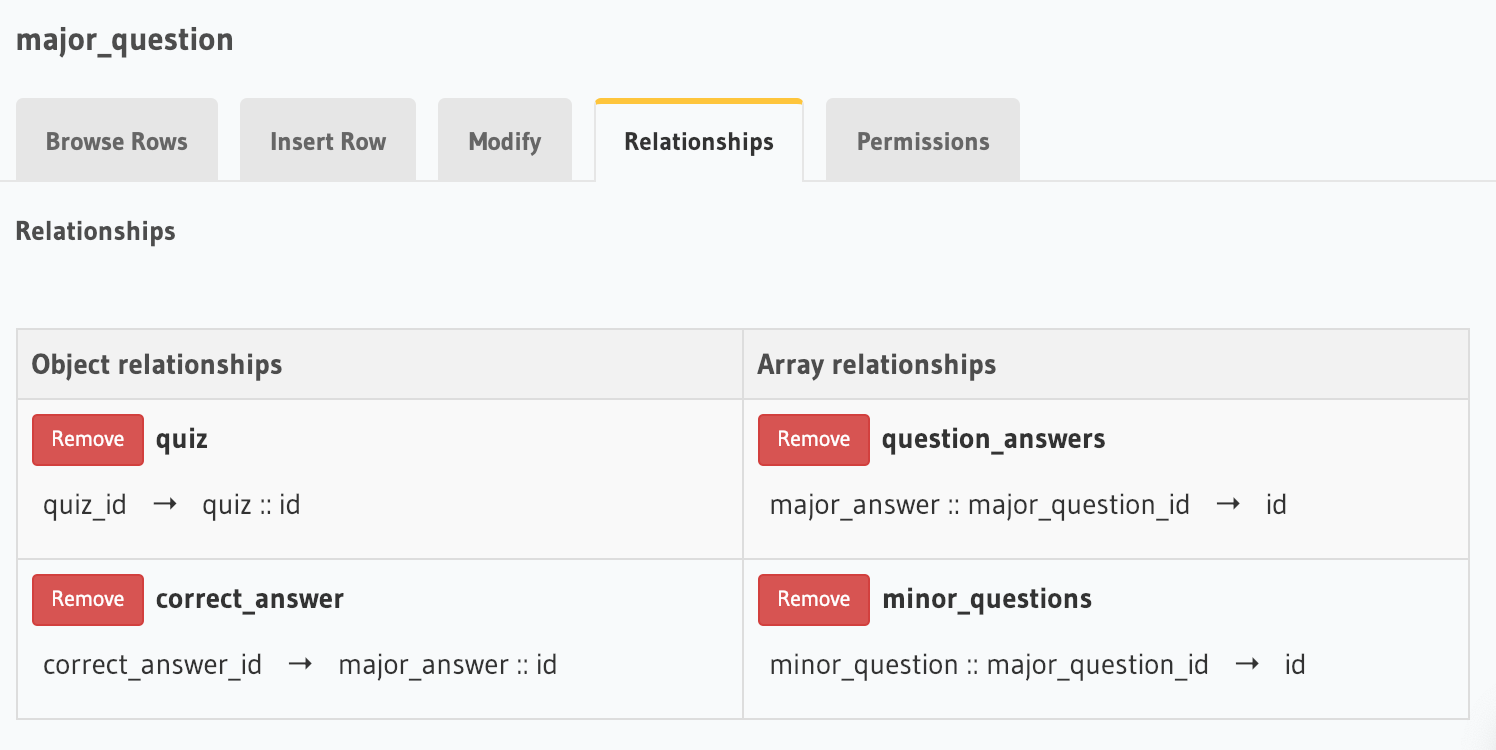 major_question
Browse Rows Insert Row Modify Relationships Permissions
Relationships
Object relationships Array relationships
Remove quiz Remove question_answers
quiz_id → quiz :: id major_answer :: major_question_id → id
Remove correct_answer Remove minor_questions
correct_answer_id → major_answer :: id minor_question :: major_question_id → id